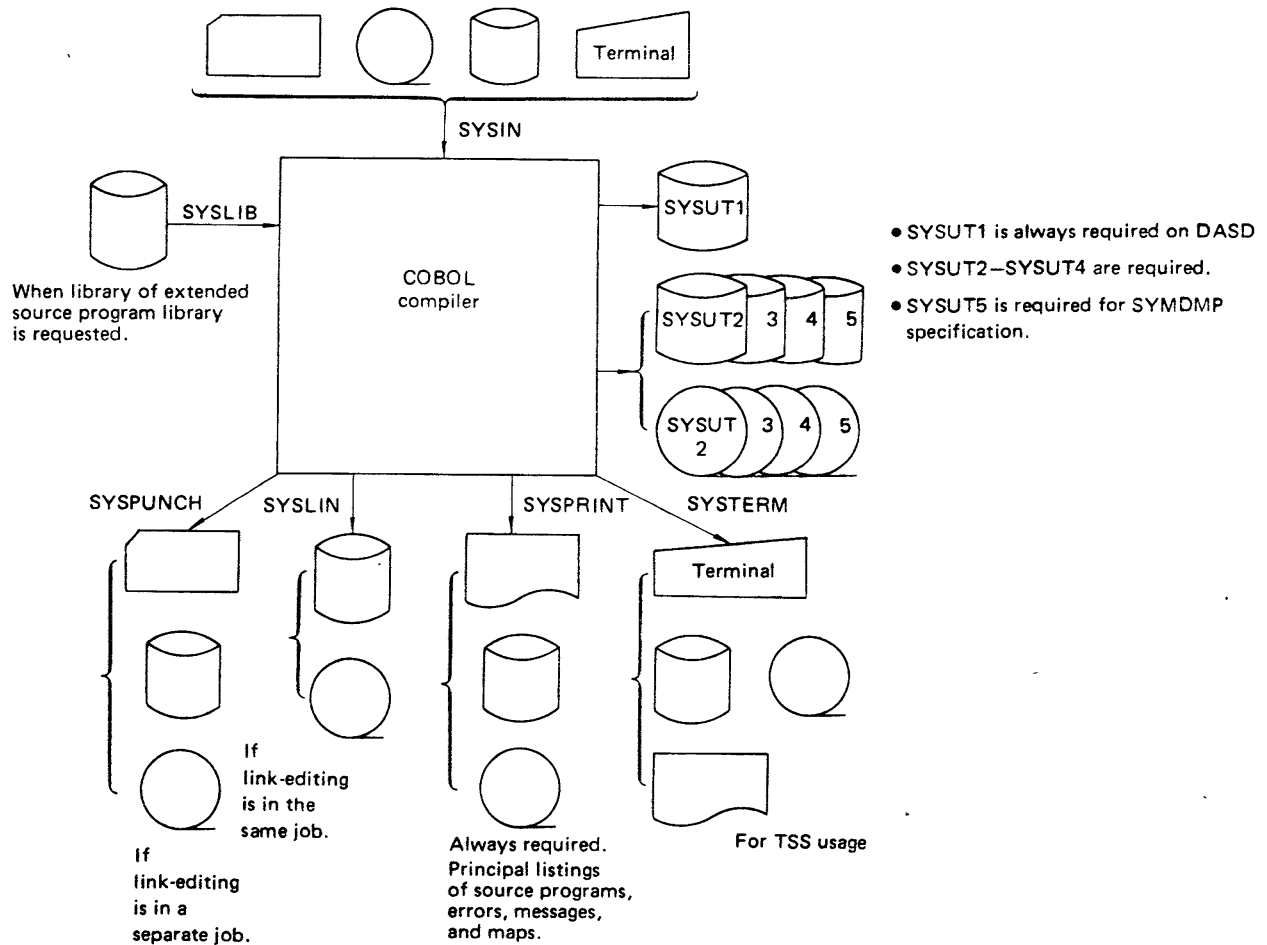 Terminal
SYSIN
SYSLIB
When library of extended
source program library
is requested.
COBOL
compiler
SYSUT1
SYSUT2 3 4 5
SYSUT 3 4 5
2
● SYSUT1 is always required on DASD
● SYSUT2—SYSUT4 are required.
● SYSUT5 is required for SYMDMP
specification.
SYSPUNCH
SYSLIN
SYSPRINT
SYSTERM
Terminal
If
link-editing
is in a
separate job.
If
link-editing
is in the
same job.
Always required.
Principal listings
of source programs,
errors, messages,
and maps.
For TSS usage